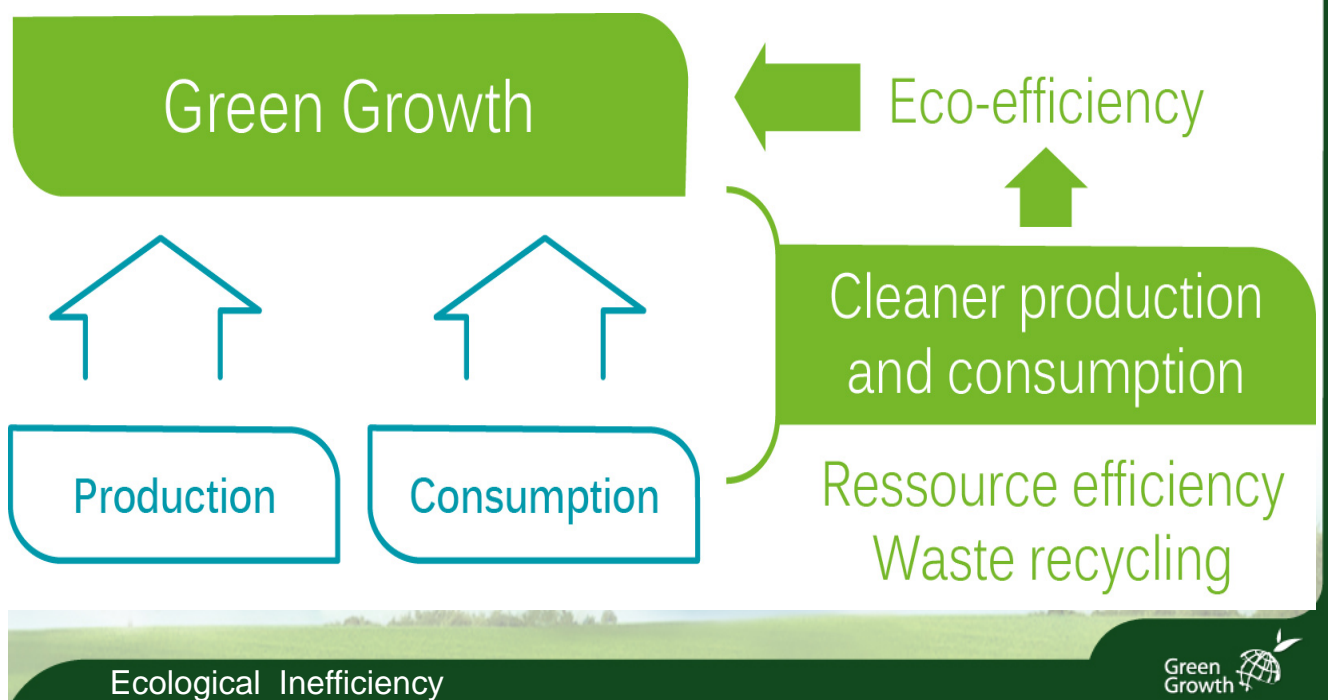 Green Growth
Eco-efficiency
Cleaner production
and consumption
Production
Consumption
Ressource efficiency
Waste recycling
Ecological Inefficiency
Green
Growth